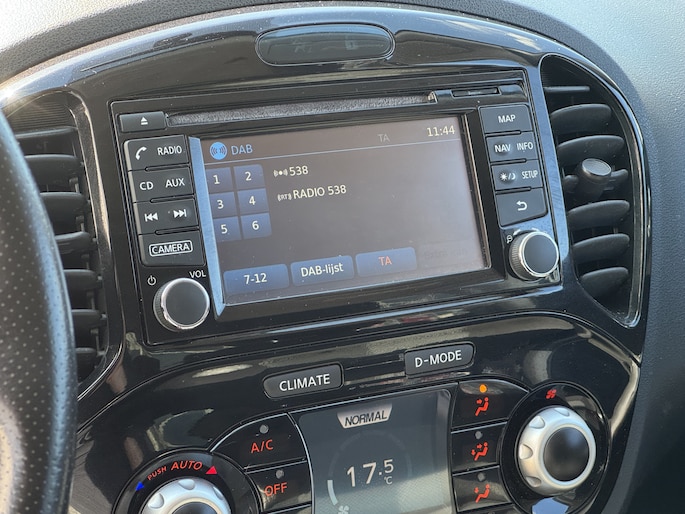 MAP
RADIO
NAV
INFO
CD
AUX
SETUP
CAMERA
VOL
DAB
TA
11:44
1
2
538
3
4
(RT) RADIO 538
5
6
7-12
DAB-lijst
TA
CLIMATE
D-MODE
NORMAL
A/C
PUSH AUTO
OFF
17.5
°C